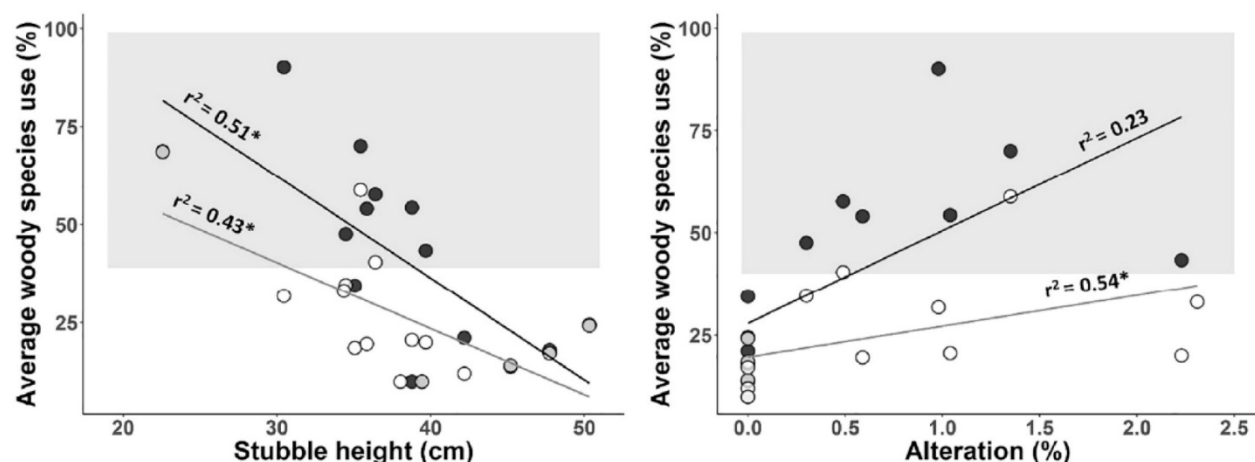 Average woody species use (%)
100
75
50
25
r² = 0.51*
r² = 0.43*
20
30
40
50
Stubble height (cm)
Average woody species use (%)
100
75
50
25
r² = 0.23
r² = 0.54*
0.0
0.5
1.0
1.5
2.0
2.5
Alteration (%)